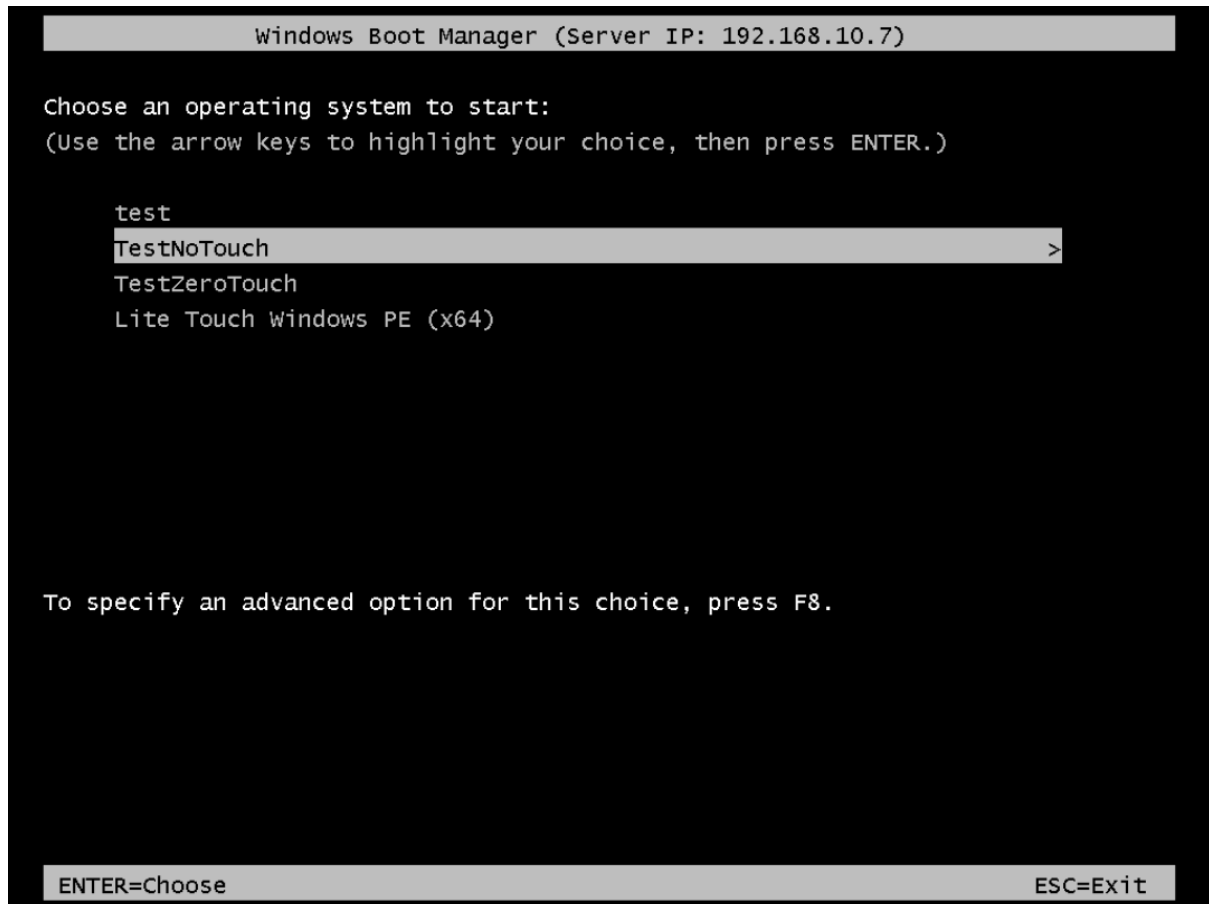 Windows Boot Manager (Server IP: 192.168.10.7)
Choose an operating system to start:
(Use the arrow keys to highlight your choice, then press ENTER.)
test
TestNoTouch >
TestZeroTouch
Lite Touch Windows PE (x64)
To specify an advanced option for this choice, press F8.
ENTER=Choose ESC=Exit